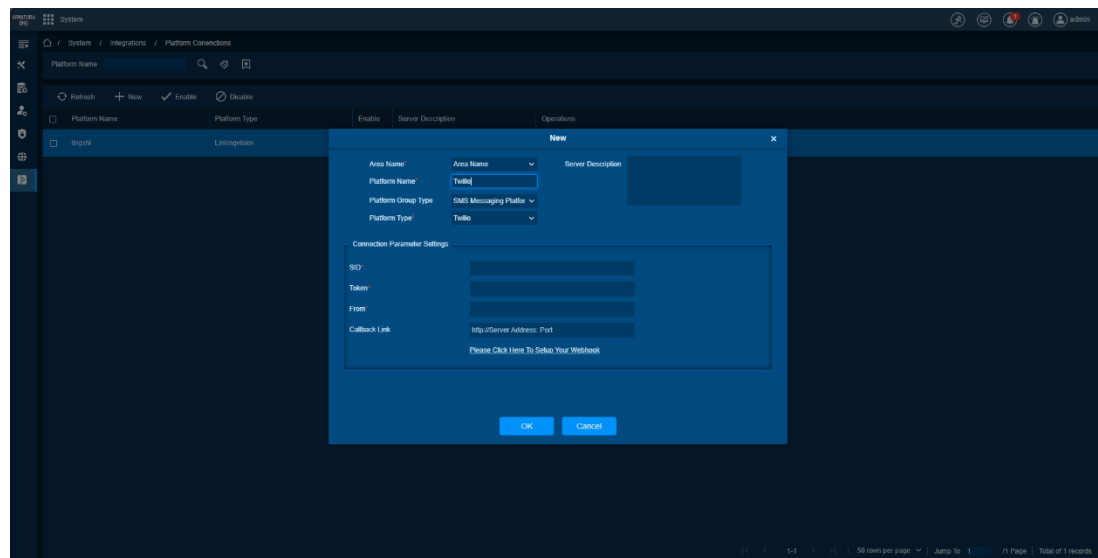 ARMATURA ONE System 1 admin
/ System / Integrations / Platform Conenctions
Platform Name
Refresh New Enable Disable
Platform Name Platform Type Enable Server Description Operations
lingshi Linkingvision
New ×
Area Name* Area Name Server Description
Platform Name* Twilio
Platform Group Type SMS Messaging Platfor
Platform Type* Twilio
Connection Parameter Settings
SID*
Token*
From*
Callback Link http://Server Address: Port
Please Click Here To Setup Your Webhook
OK Cancel
|< < 1-1 > >| 50 rows per page Jump To 1 /1 Page Total of 1 records